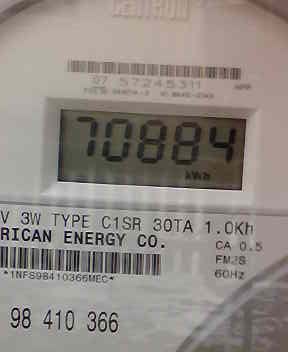 CENTRON
07 57245311
70884
kWh
V 3W TYPE C1SR 30TA 1.0Kh
RICAN ENERGY CO.
CA 0.5
FM2S
60Hz
*1NFS98410366MEC*
98 410 366